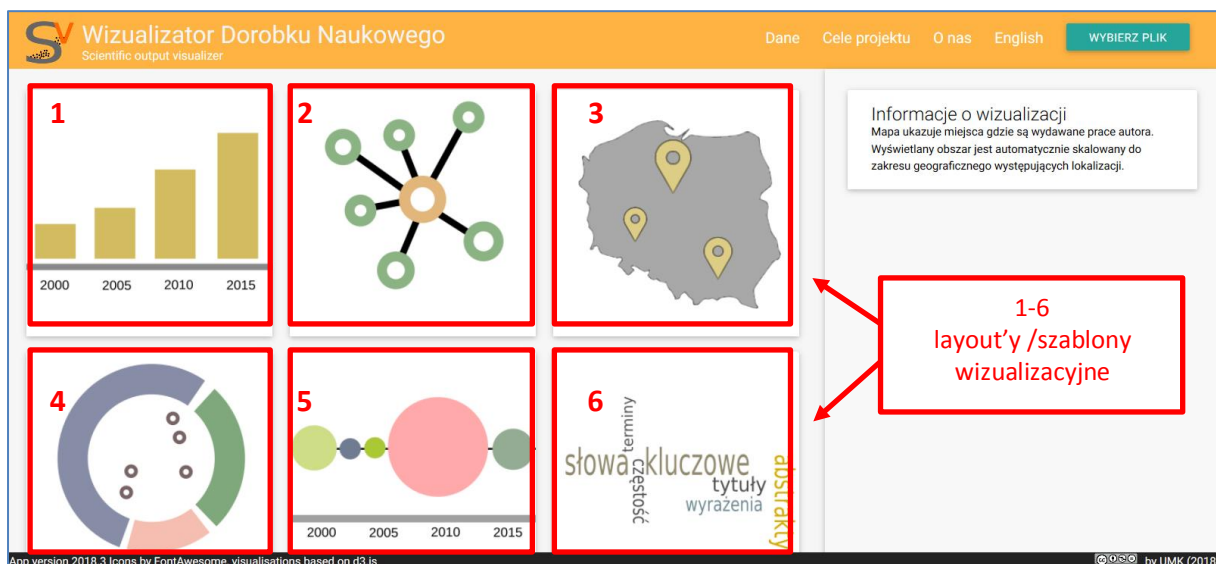 SV
Wizualizator Dorobku Naukowego
Scientific output visualizer
Dane Cele projektu O nas English WYBIERZ PLIK
1
2000 2005 2010 2015
2
3
Informacje o wizualizacji
Mapa ukazuje miejsca gdzie są wydawane prace autora.
Wyświetlany obszar jest automatycznie skalowany do
zakresu geograficznego występujących lokalizacji.
1-6
layout'y /szablony
wizualizacyjne
4
5
2000 2005 2010 2015
6
terminy
słowa kluczowe
częstość
tytuły
wyrażenia
abstrakty
App version 2018.3 Icons by FontAwesome, visualisations based on d3.js
by UMK (2018